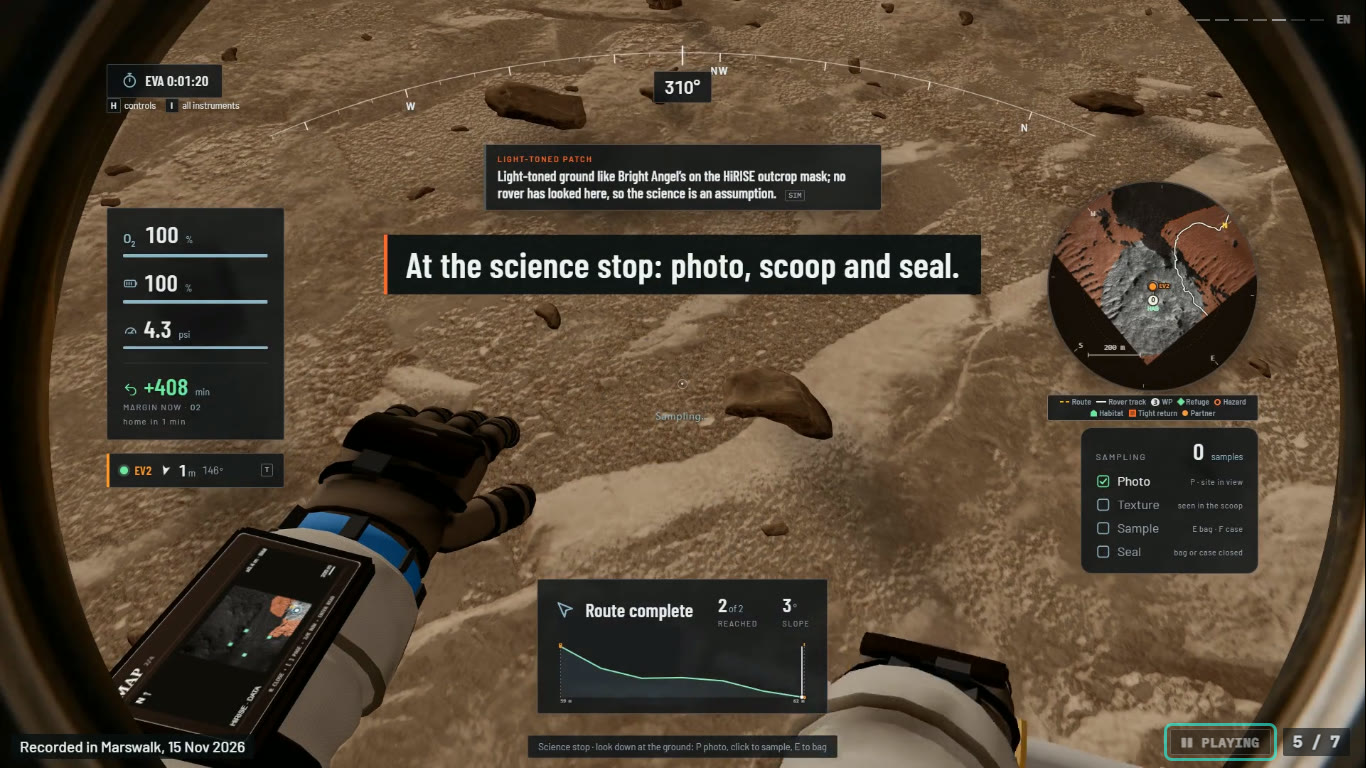 EN
EVA 0:01:20
H controls I all instruments
W
NW
310°
N
LIGHT-TONED PATCH
Light-toned ground like Bright Angel's on the HiRISE outcrop mask; no
rover has looked here, so the science is an assumption. SIM
At the science stop: photo, scoop and seal.
O2 100 %
100 %
4.3 psi
+408 min
MARGIN NOW · O2
home in 1 min
EV2 1 m 146° T
EV2
0
HAB
S
200 m
E
Route Rover track 3 WP Refuge Hazard
Habitat Tight return Partner
Sampling.
SAMPLING 0 samples
Photo P · site in view
Texture seen in the scoop
Sample E bag · F case
Seal bag or case closed
MAP
N ↑
HIRISE · DATA
Route complete 2 of 2 3°
REACHED SLOPE
Science stop · look down at the ground: P photo, click to sample, E to bag
Recorded in Marswalk, 15 Nov 2026
PLAYING 5 / 7